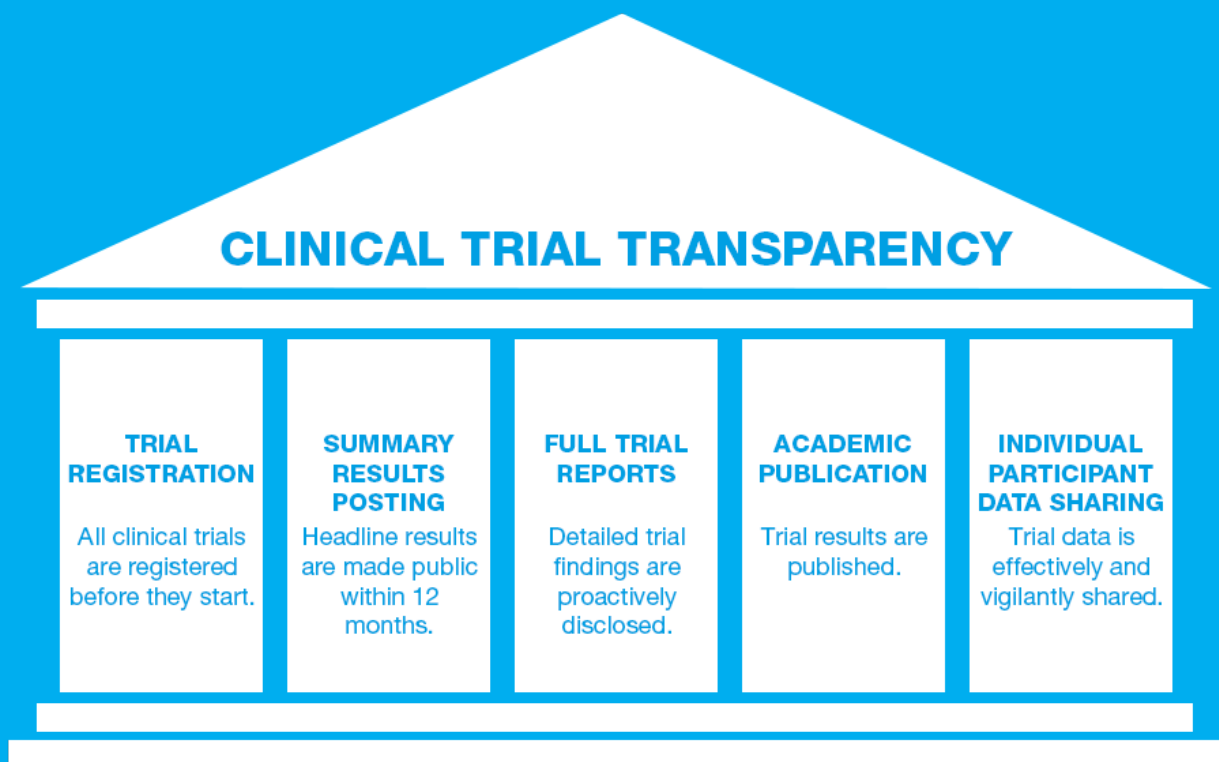 CLINICAL TRIAL TRANSPARENCY
TRIAL
REGISTRATION
All clinical trials
are registered
before they start.
SUMMARY
RESULTS
POSTING
Headline results
are made public
within 12
months.
FULL TRIAL
REPORTS
Detailed trial
findings are
proactively
disclosed.
ACADEMIC
PUBLICATION
Trial results are
published.
INDIVIDUAL
PARTICIPANT
DATA SHARING
Trial data is
effectively and
vigilantly shared.